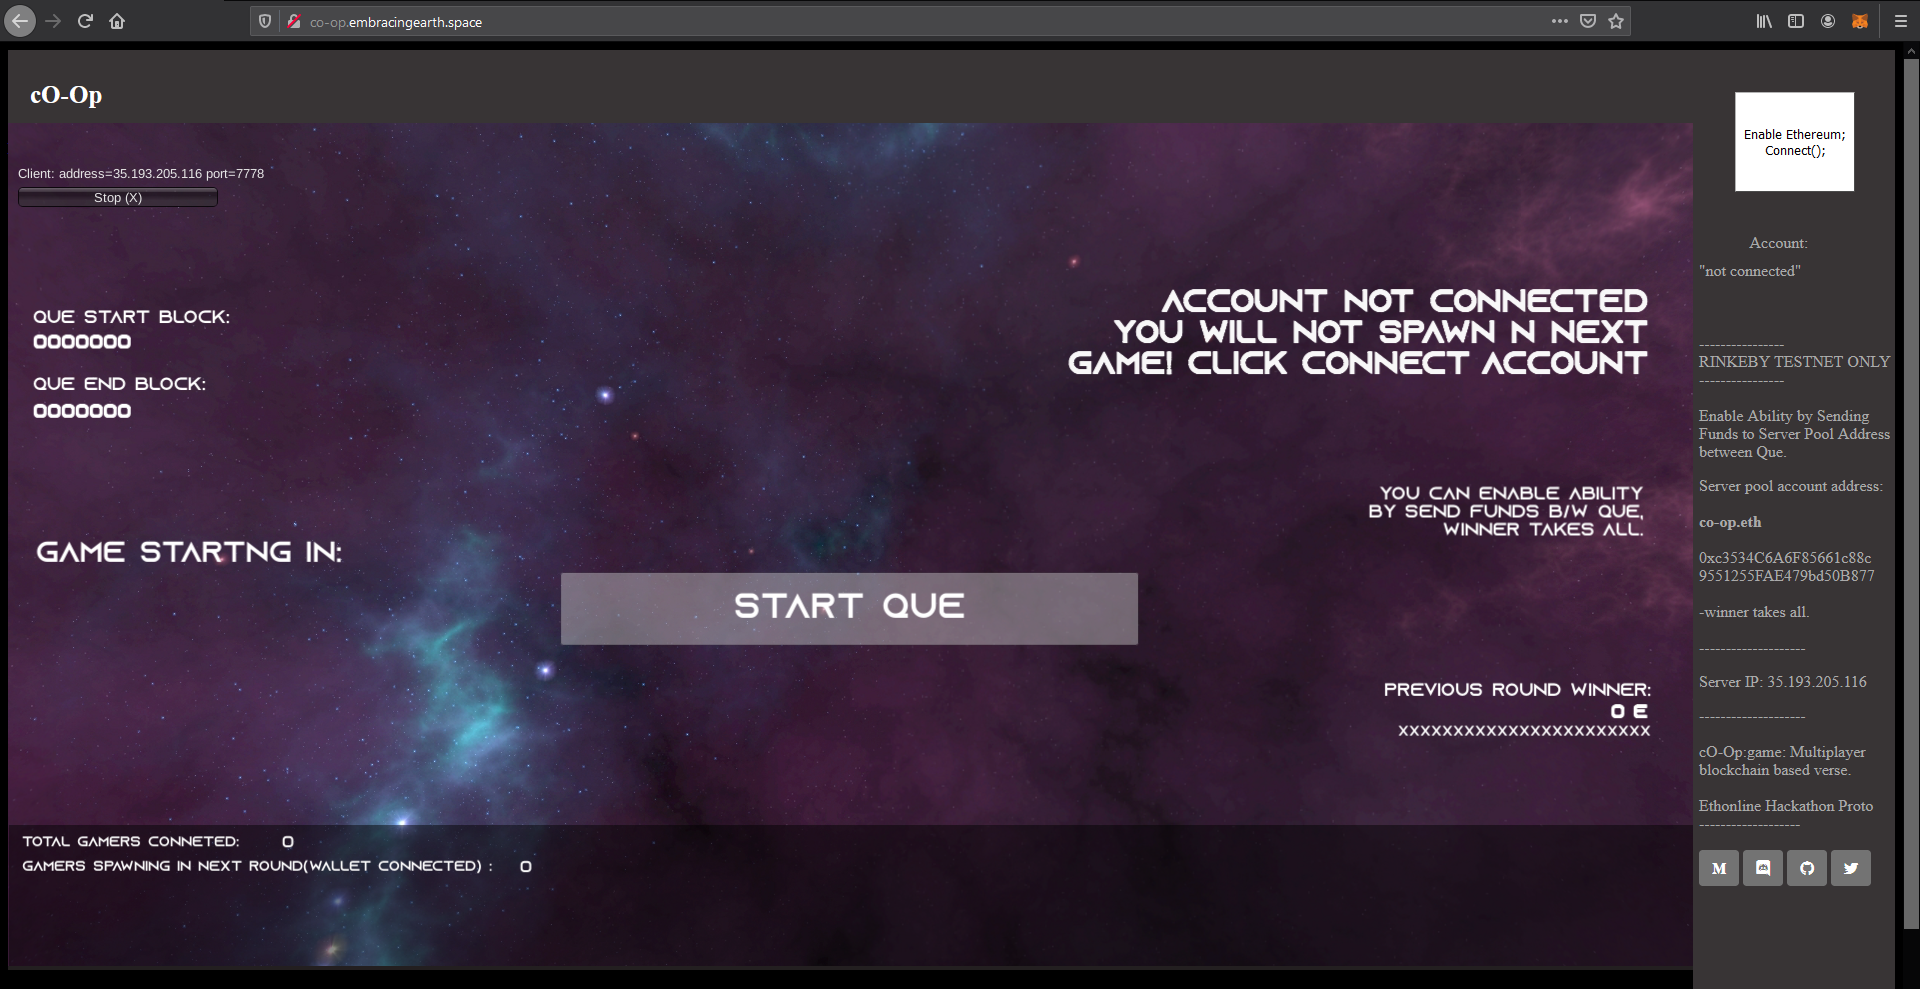 co-op.embracingearth.space
cO-Op
Client: address=35.193.205.116 port=7778
Stop (X)
QUE START BLOCK:
0000000
QUE END BLOCK:
0000000
GAME STARTNG IN:
START QUE
ACCOUNT NOT CONNECTED
YOU WILL NOT SPAWN N NEXT
GAME! CLICK CONNECT ACCOUNT
YOU CAN ENABLE ABILITY
BY SEND FUNDS B/W QUE,
WINNER TAKES ALL.
PREVIOUS ROUND WINNER:
0 E
XXXXXXXXXXXXXXXXXXXXXXX
TOTAL GAMERS CONNETED: 0
GAMERS SPAWNING IN NEXT ROUND(WALLET CONNECTED) : 0
Enable Ethereum;
Connect();
Account:
"not connected"
----------------
RINKEBY TESTNET ONLY
----------------
Enable Ability by Sending
Funds to Server Pool Address
between Que.
Server pool account address:
co-op.eth
0xc3534C6A6F85661c88c
9551255FAE479bd50B877
-winner takes all.
--------------------
Server IP: 35.193.205.116
--------------------
cO-Op:game: Multiplayer
blockchain based verse.
Ethonline Hackathon Proto
-------------------
M